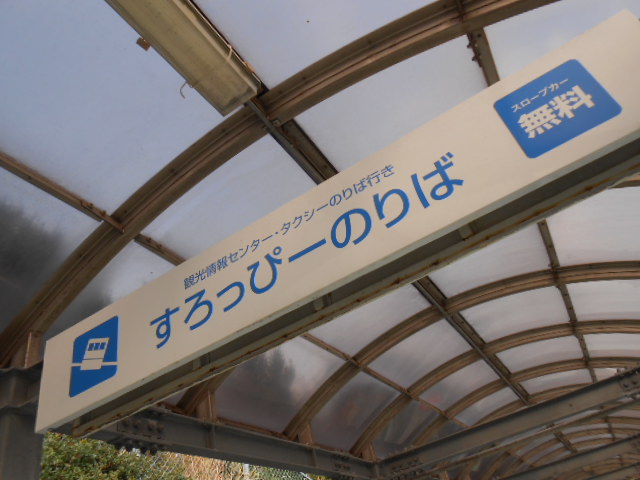 観光情報センター・タクシーのりば行き
すろっぴーのりば
スロープカー
無料